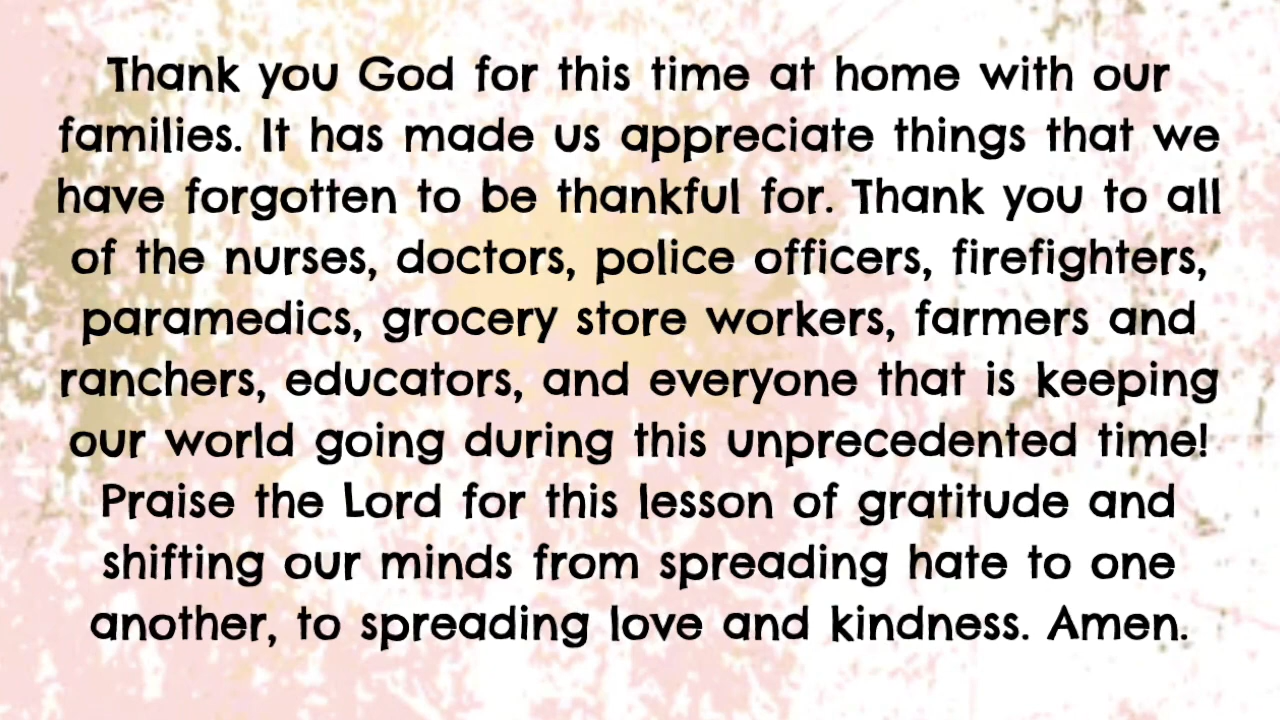 Thank you God for this time at home with our
families. It has made us appreciate things that we
have forgotten to be thankful for. Thank you to all
of the nurses, doctors, police officers, firefighters,
paramedics, grocery store workers, farmers and
ranchers, educators, and everyone that is keeping
our world going during this unprecedented time!
Praise the Lord for this lesson of gratitude and
shifting our minds from spreading hate to one
another, to spreading love and kindness. Amen.